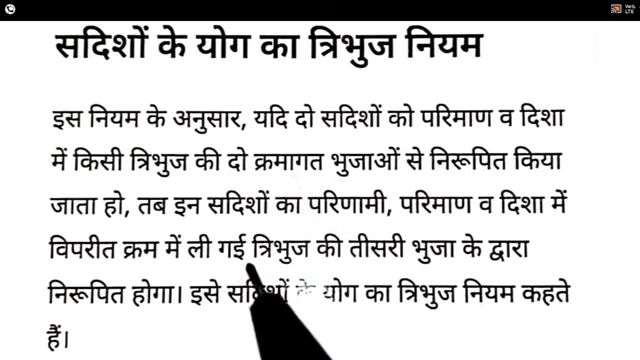 सदिशों के योग का त्रिभुज नियम
इस नियम के अनुसार, यदि दो सदिशों को परिमाण व दिशा
में किसी त्रिभुज की दो क्रमागत भुजाओं से निरूपित किया
जाता हो, तब इन सदिशों का परिणामी, परिमाण व दिशा में
विपरीत क्रम में ली गई त्रिभुज की तीसरी भुजा के द्वारा
निरूपित होगा। इसे सदिशों के योग का त्रिभुज नियम कहते
हैं।